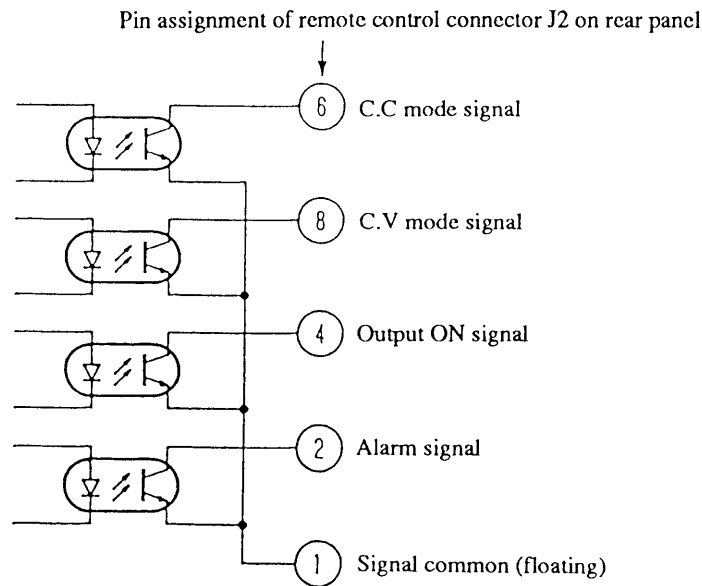 Pin assignment of remote control connector J2 on rear panel
6 C.C mode signal
8 C.V mode signal
4 Output ON signal
2 Alarm signal
1 Signal common (floating)